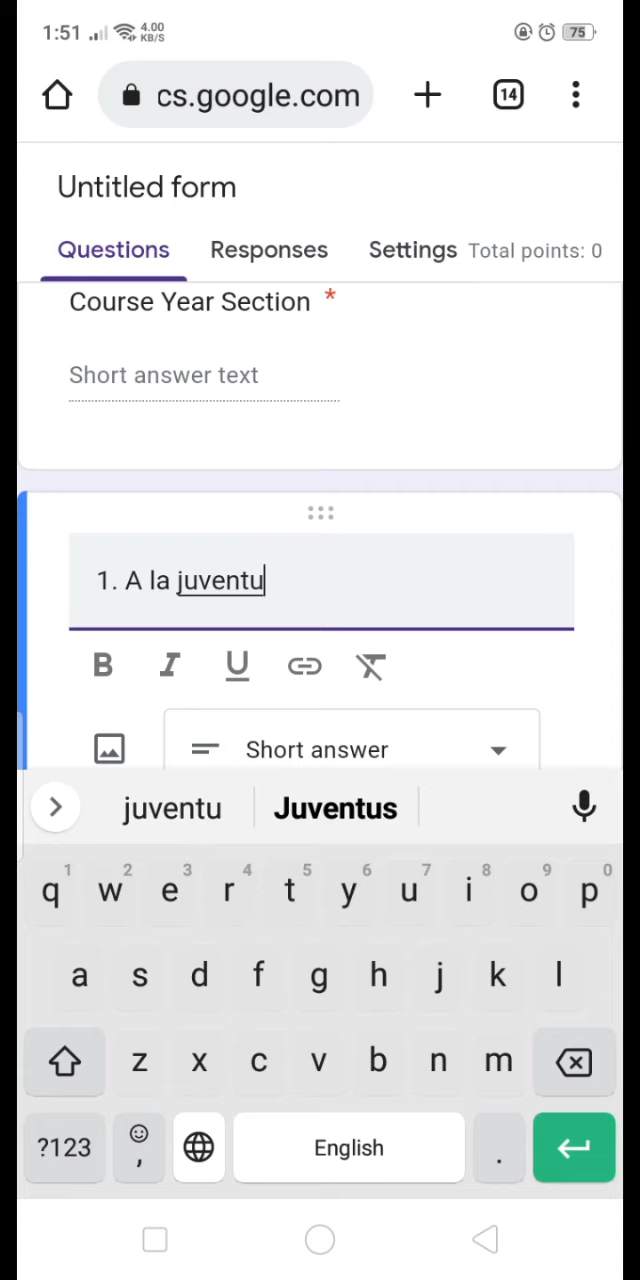 1:51 4.00 KB/S 75
cs.google.com 14
Untitled form
Questions Responses Settings Total points: 0
Course Year Section *
Short answer text
1. A la juventu
B I U
Short answer
juventu Juventus
1 2 3 4 5 6 7 8 9 0
q w e r t y u i o p
a s d f g h j k l
z x c v b n m
?123 , English .